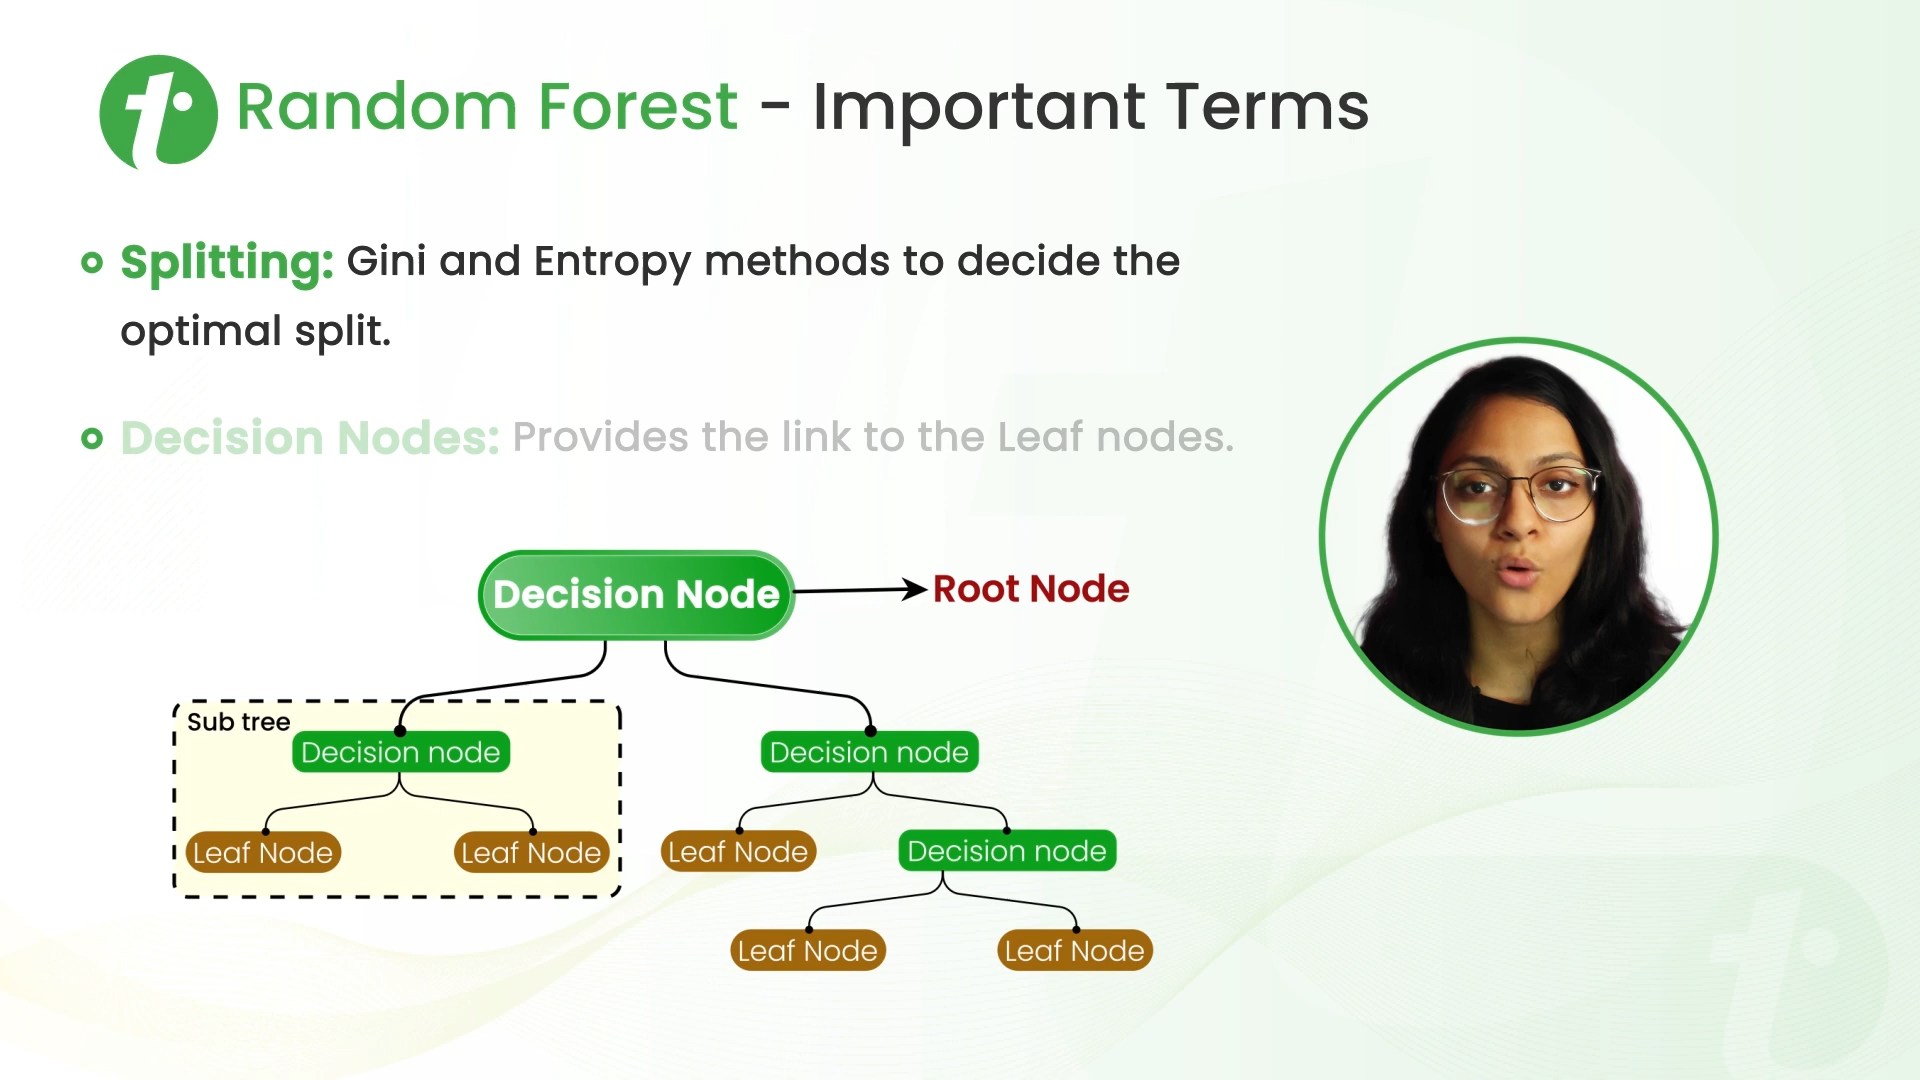 Random Forest - Important Terms
Splitting: Gini and Entropy methods to decide the
optimal split.
Decision Nodes: Provides the link to the Leaf nodes.
Decision Node
Root Node
Sub tree
Decision node
Decision node
Leaf Node
Leaf Node
Leaf Node
Decision node
Leaf Node
Leaf Node